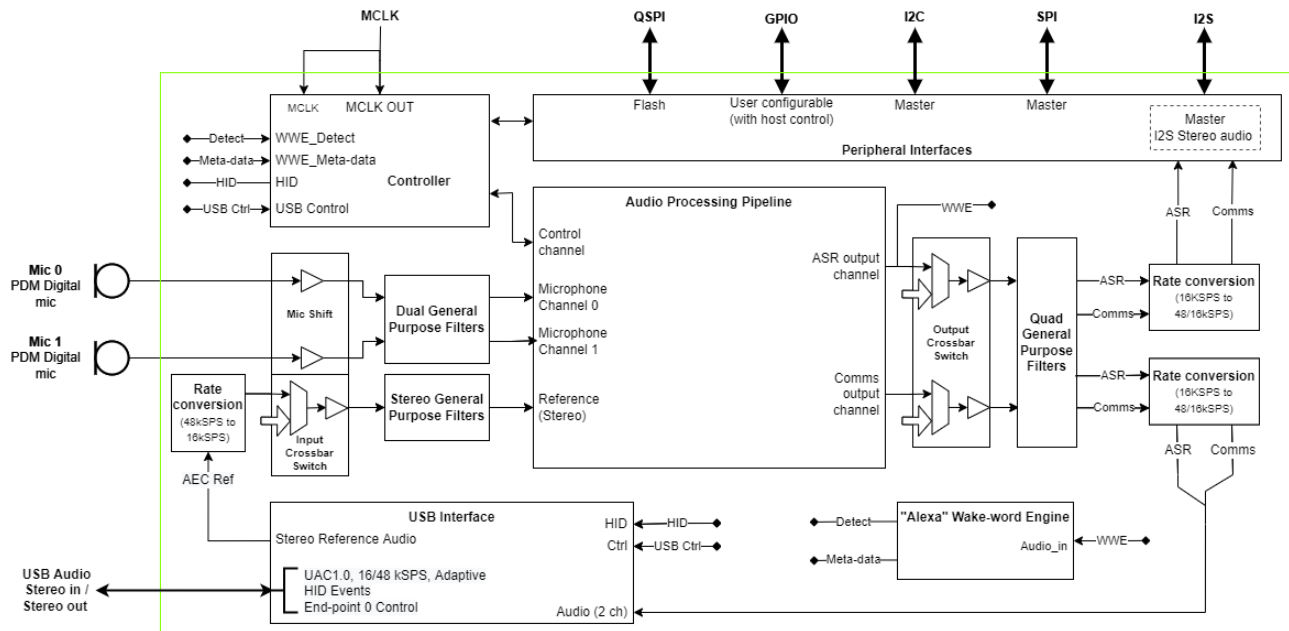 MCLK
QSPI
GPIO
I2C
SPI
I2S
MCLK
MCLK OUT
Detect
WWE_Detect
Meta-data
WWE_Meta-data
HID
HID
Controller
USB Ctrl
USB Control
Flash
User configurable
(with host control)
Master
Master
Master
I2S Stereo audio
Peripheral Interfaces
Audio Processing Pipeline
Control
channel
Microphone
Channel 0
Microphone
Channel 1
Reference
(Stereo)
ASR output
channel
Comms
output
channel
WWE
ASR
Comms
Mic 0
PDM Digital
mic
Mic 1
PDM Digital
mic
Mic Shift
Dual General
Purpose Filters
Rate
conversion
(48kSPS to
16kSPS)
Input
Crossbar
Switch
Stereo General
Purpose Filters
Output
Crossbar
Switch
Quad
General
Purpose
Filters
ASR
Comms
Rate conversion
(16KSPS to
48/16kSPS)
ASR
Comms
Rate conversion
(16KSPS to
48/16kSPS)
ASR
Comms
AEC Ref
USB Interface
Stereo Reference Audio
HID
HID
Ctrl
USB Ctrl
UAC1.0, 16/48 kSPS, Adaptive
HID Events
End-point 0 Control
Audio (2 ch)
USB Audio
Stereo in /
Stereo out
Detect
Meta-data
"Alexa" Wake-word Engine
Audio_in
WWE